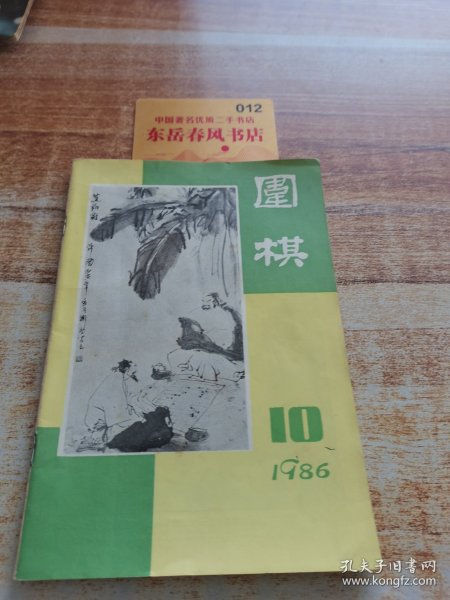 012
中国著名优质二手书店
东岳春风书店
圍
棋
10
1986
孔夫子旧书网
www.kongfz.com